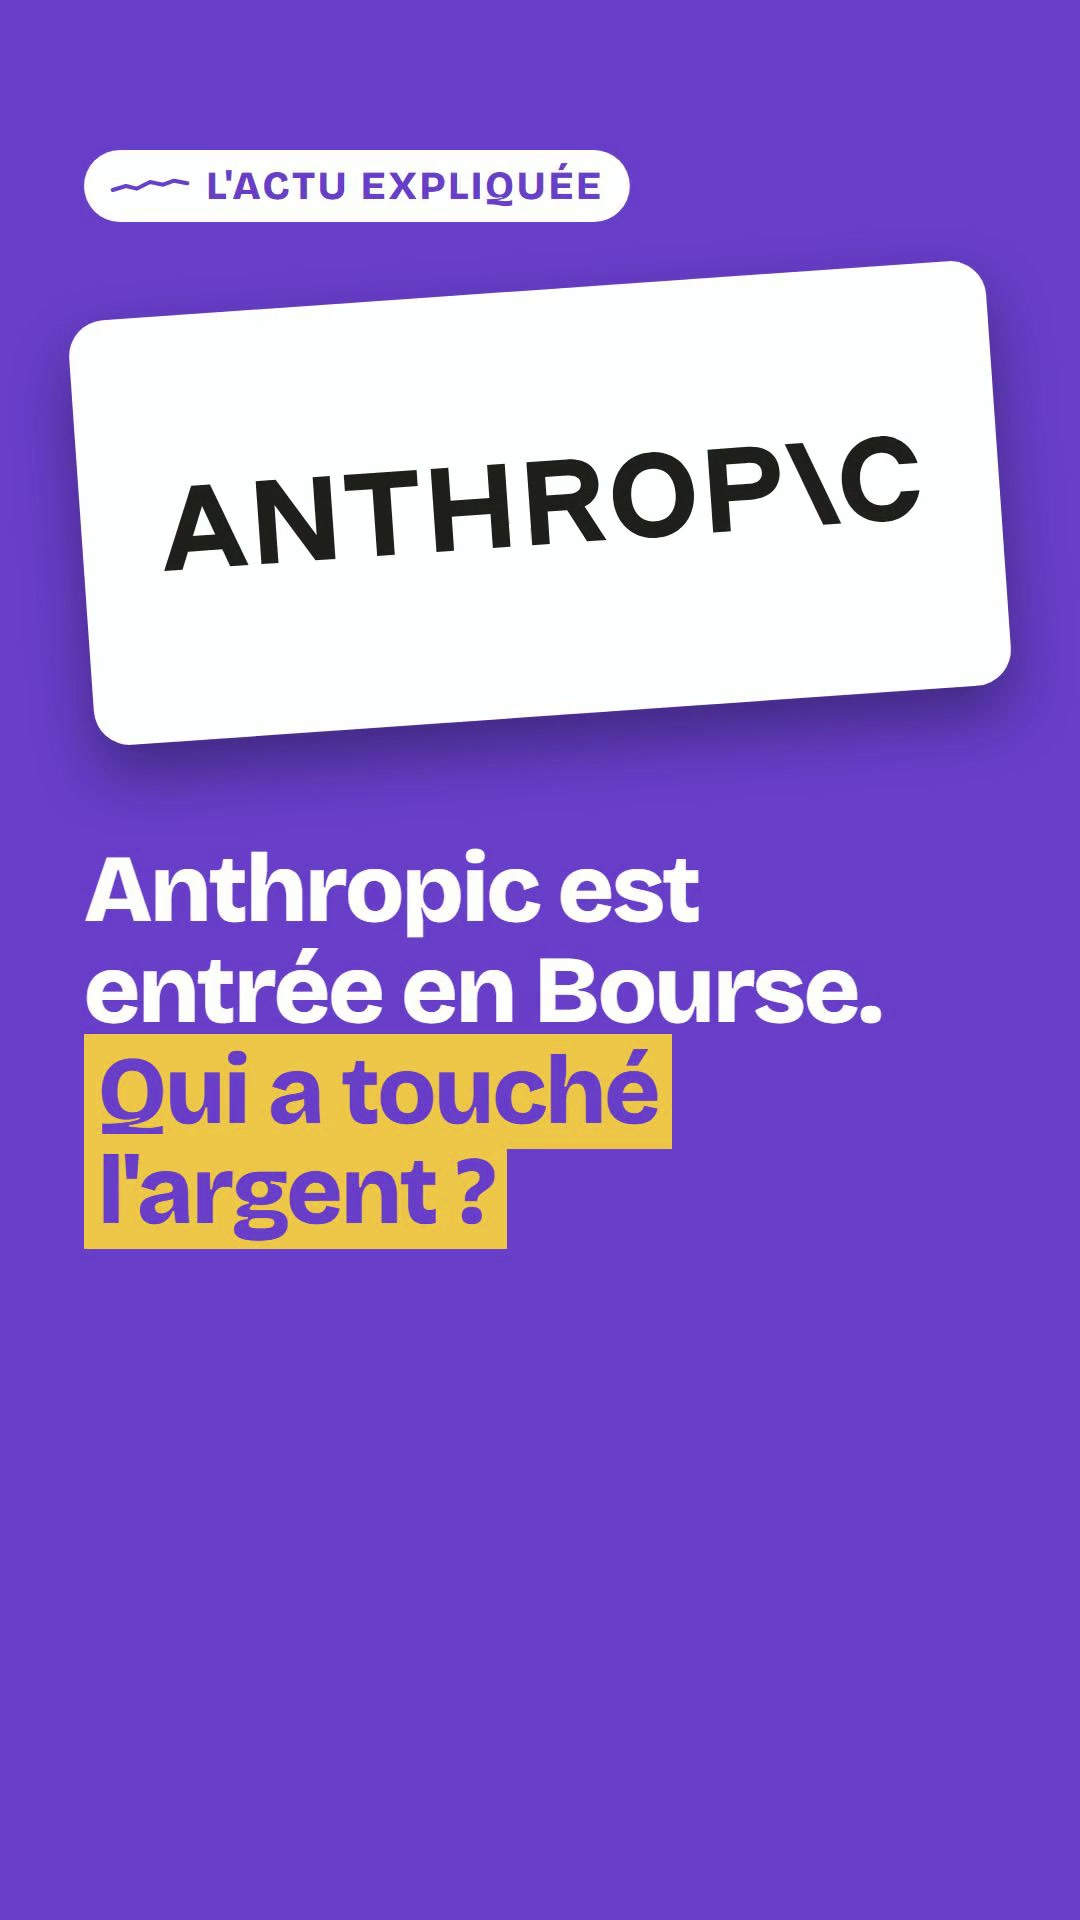 L'ACTU EXPLIQUÉE
ANTHROP\C
Anthropic est
entrée en Bourse.
Qui a touché
l'argent ?